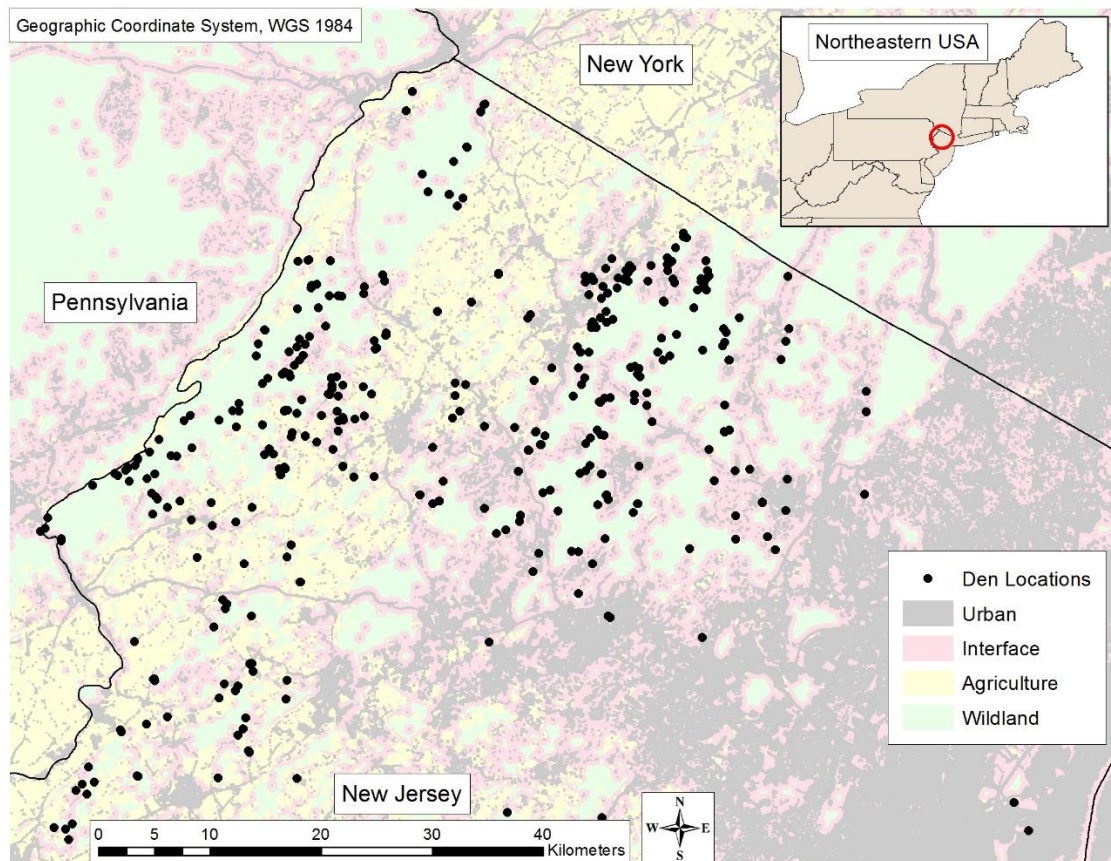 Geographic Coordinate System, WGS 1984
New York
Northeastern USA
Pennsylvania
Den Locations
Urban
Interface
Agriculture
Wildland
New Jersey
N
W E
S
0 5 10 20 30 40
Kilometers